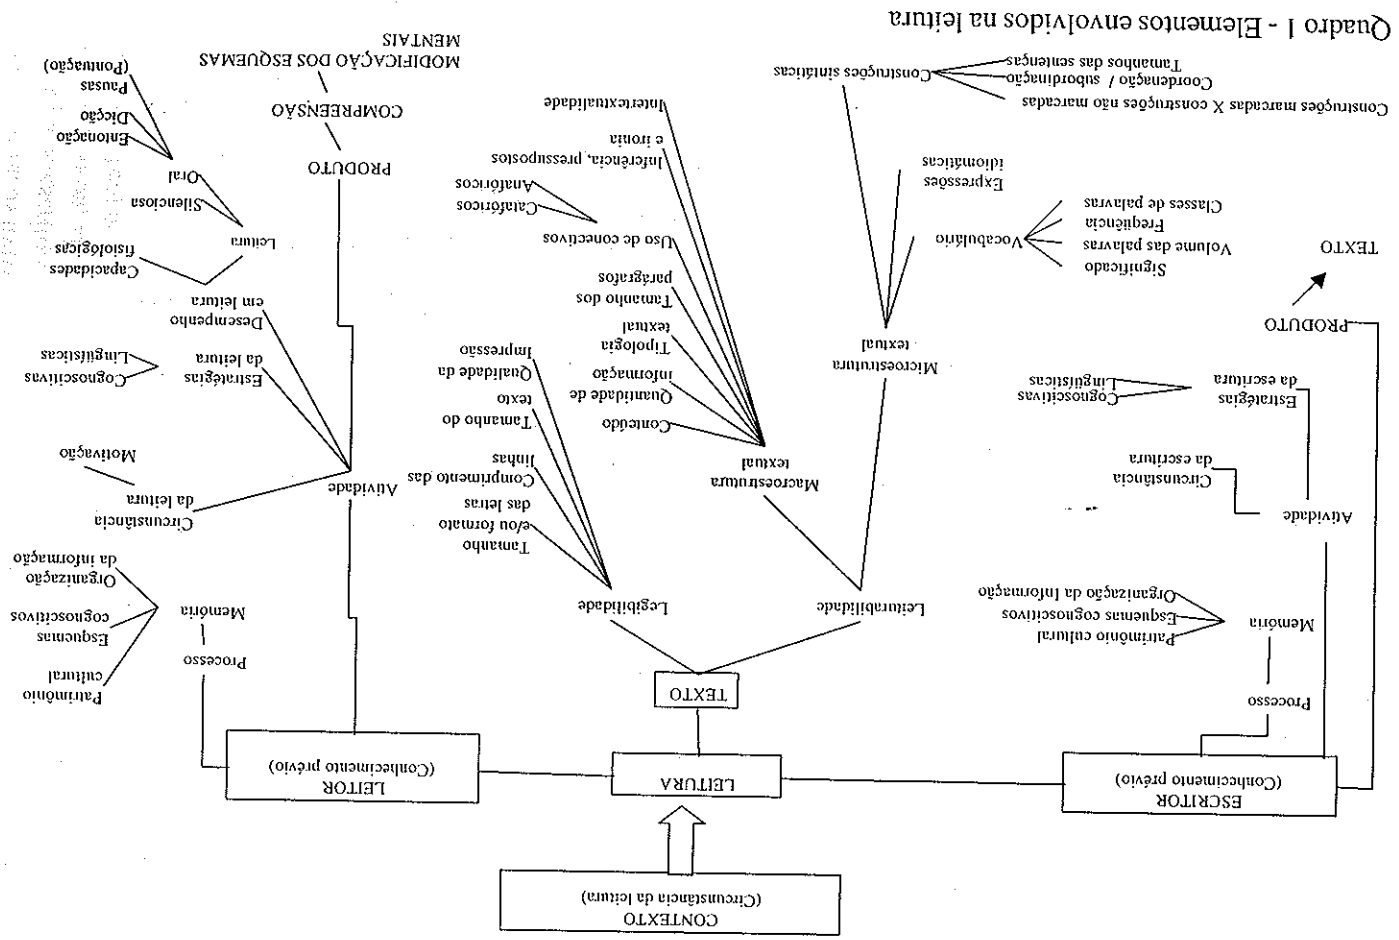 CONTEXTO
(Circunstância da leitura)
ESCRITOR
(Conhecimento prévio)
LEITURA
LEITOR
(Conhecimento prévio)
Processo
Memória
Patrimônio cultural
Esquemas cognoscitivos
Organização da Informação
Atividade
Circunstância
da escritura
Estratégias
da escritura
Cognoscitivas
Lingüísticas
PRODUTO
TEXTO
TEXTO
Leiturabilidade
Legibilidade
Tamanho
e/ou formato
das letras
Comprimento das
linhas
Tamanho do
texto
Qualidade da
Impressão
Macroestrutura
textual
Conteúdo
Quantidade de
informação
Tipologia
textual
Tamanho dos
parágrafos
Uso de conectivos
Catafóricos
Anafóricos
Inferência, pressupostos
e ironia
Intertextualidade
Microestrutura
textual
Vocabulário
Significado
Volume das palavras
Freqüência
Classes de palavras
Expressões
idiomáticas
Construções sintáticas
Construções marcadas X construções não marcadas
Coordenação / subordinação
Tamanhos das sentenças
Processo
Memória
Patrimônio
cultural
Esquemas
cognoscitivos
Organização
da informação
Atividade
Circunstância
da leitura
Motivação
Estratégias
da leitura
Cognoscitivas
Lingüísticas
Desempenho
em leitura
Capacidades
fisiológicas
Leitura
Silenciosa
Oral
Entonação
Dicção
Pausas
(Pontuação)
PRODUTO
COMPREENSÃO
MODIFICAÇÃO DOS ESQUEMAS
MENTAIS
Quadro 1 - Elementos envolvidos na leitura